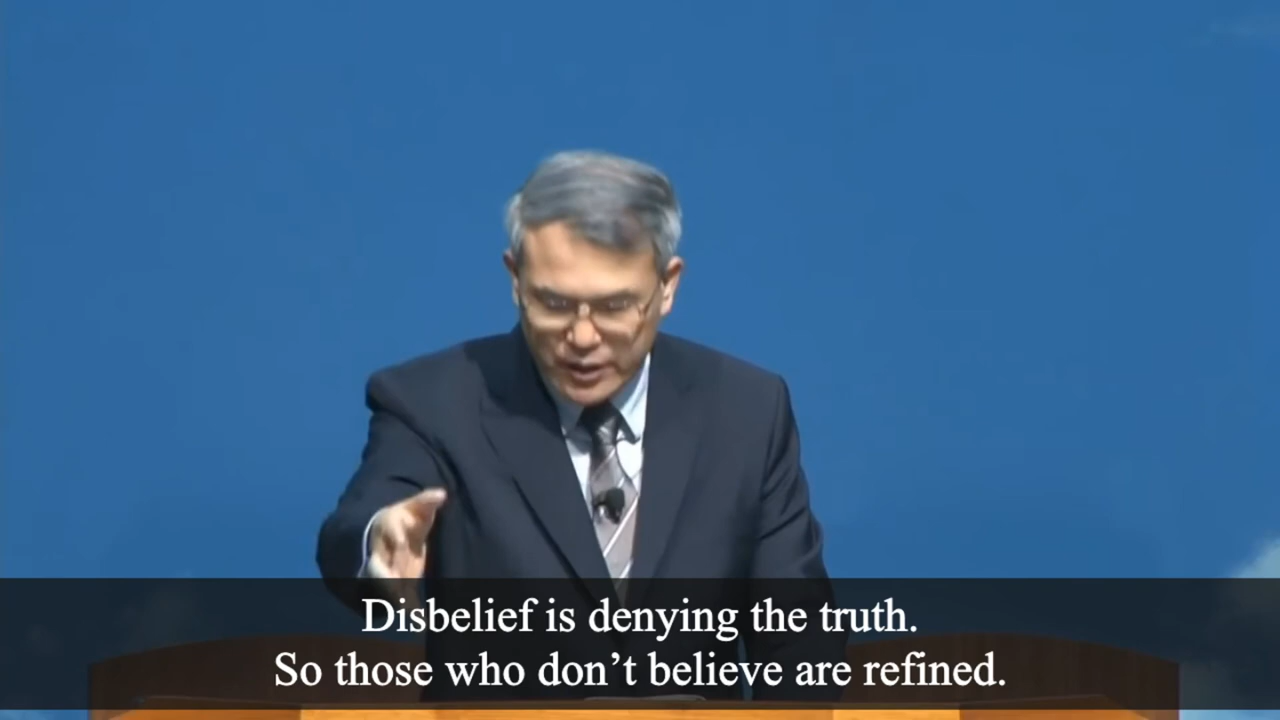 Disbelief is denying the truth.
So those who don’t believe are refined.